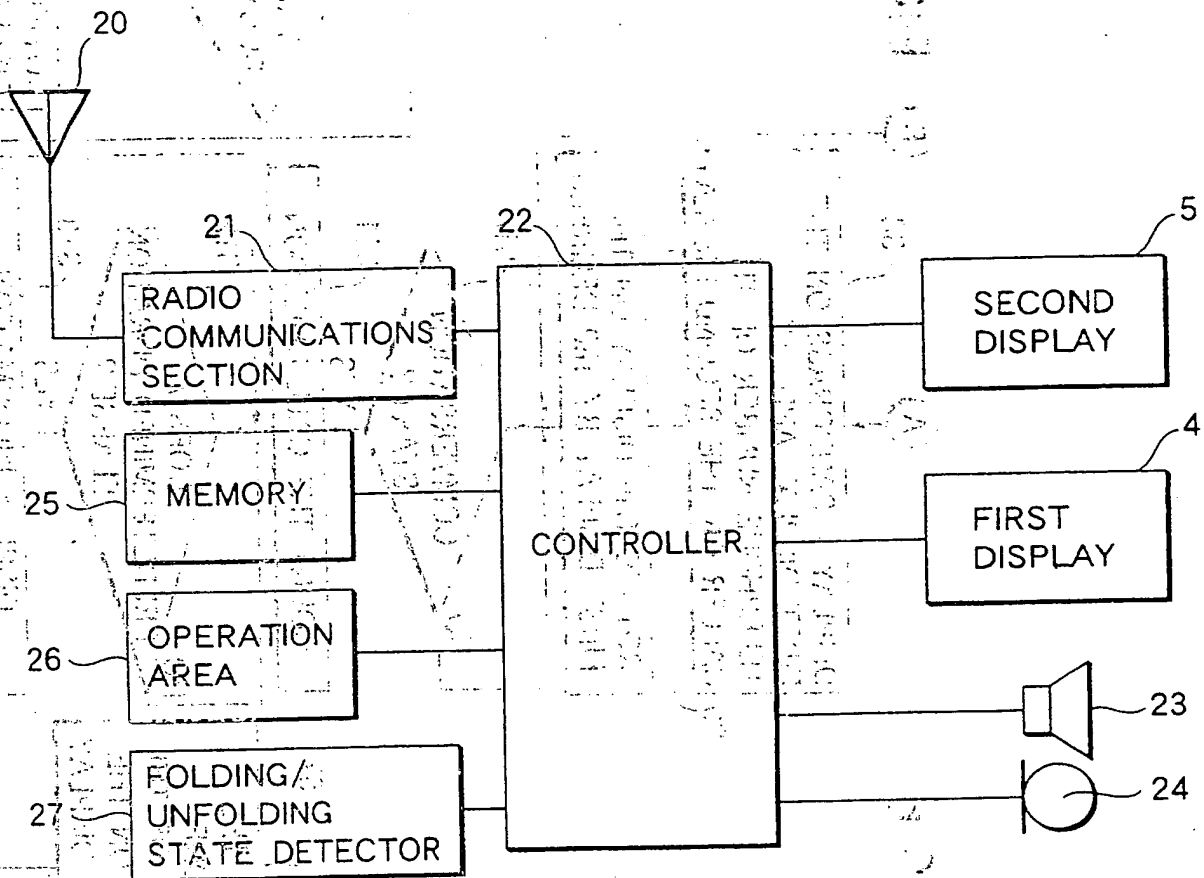 20
21
RADIO
COMMUNICATIONS
SECTION
22
CONTROLLER
5
SECOND
DISPLAY
25
MEMORY
4
FIRST
DISPLAY
26
OPERATION
AREA
23
27
FOLDING/
UNFOLDING
STATE DETECTOR
24